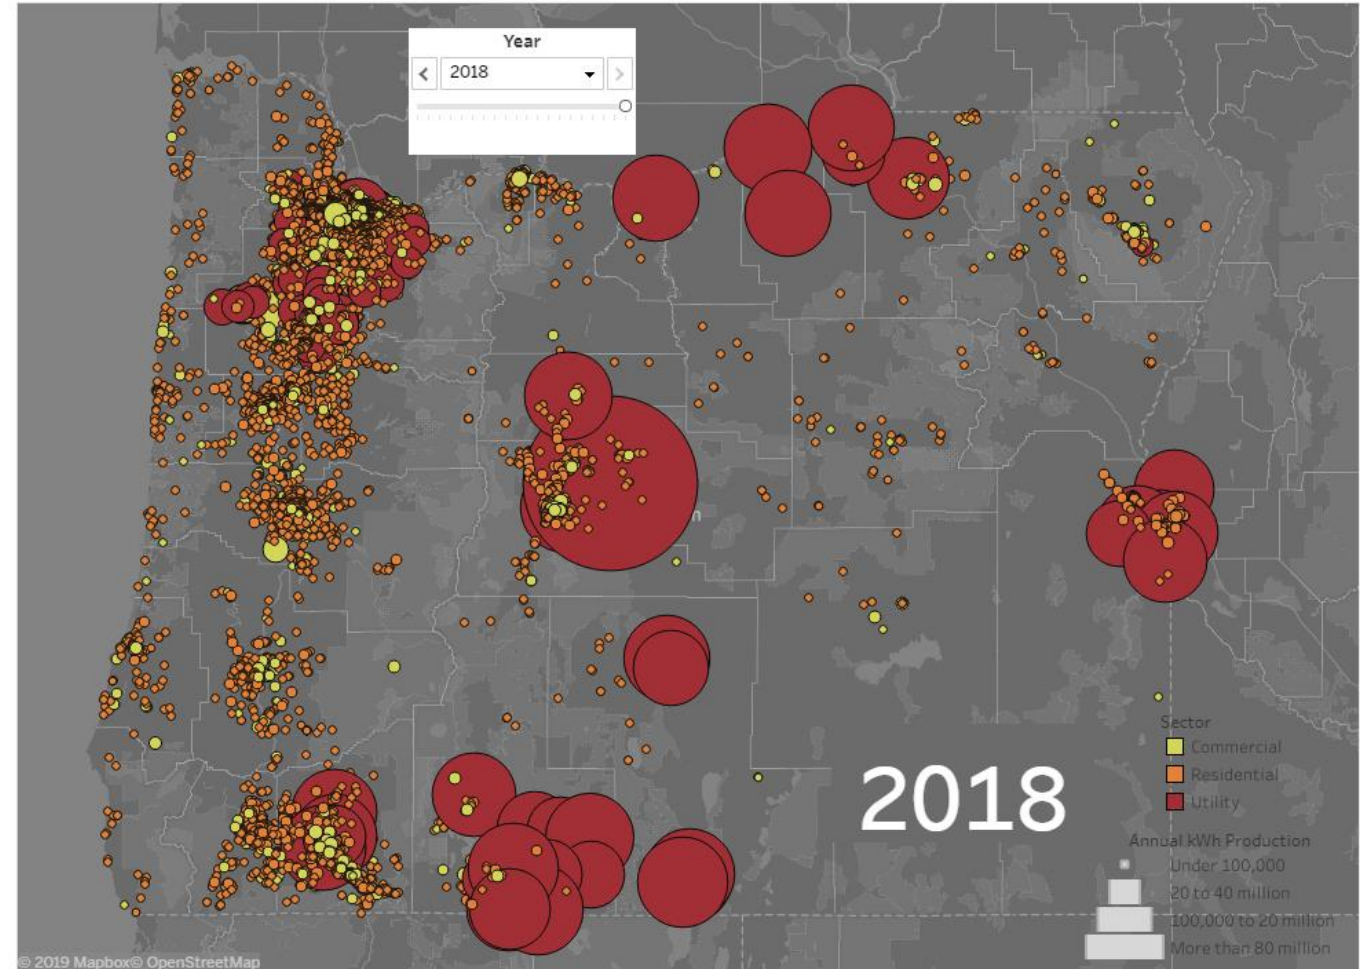 Year
2018
n
2018
Sector
Commercial
Residential
Utility
Annual kWh Production
Under 100,000
20 to 40 million
100,000 to 20 million
More than 80 million
© 2019 Mapbox© OpenStreetMap